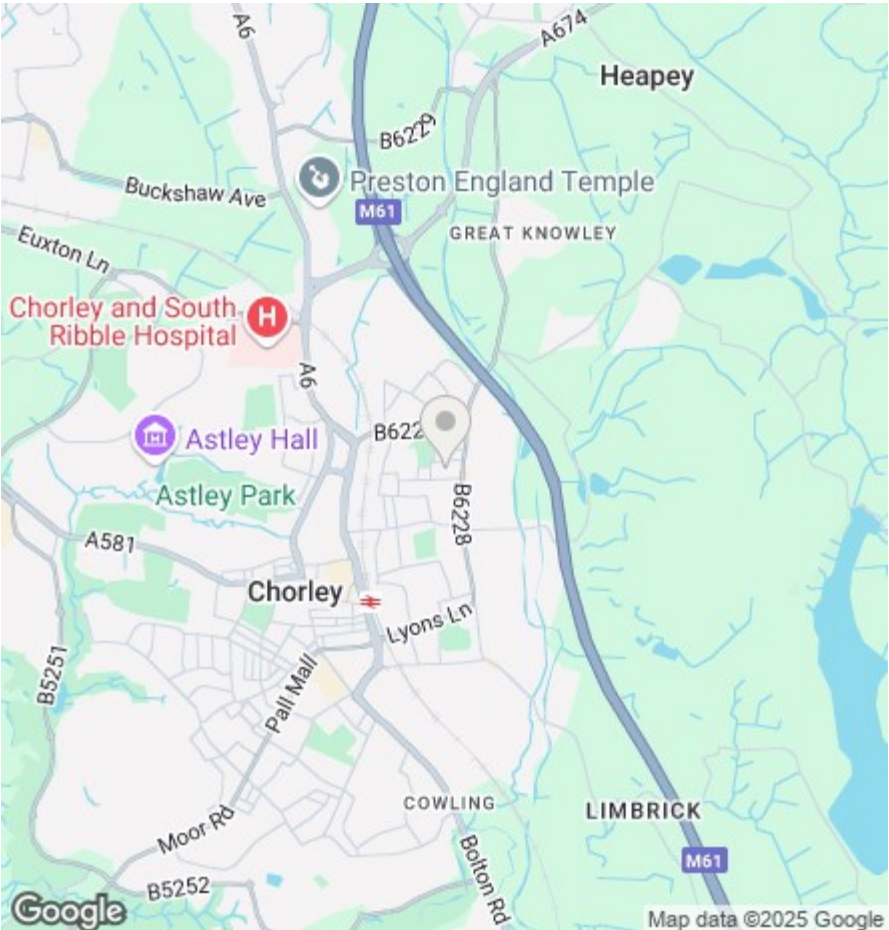 A6
A674
Heapey
B6229
Buckshaw Ave
Preston England Temple
M61
GREAT KNOWLEY
Euxton Ln
Chorley and South
Ribble Hospital
H
A6
B622
Astley Hall
Astley Park
B6228
A581
Chorley
Lyons Ln
B5251
Pall Mall
COWLING
LIMBRICK
Moor Rd
M61
Bolton Rd
B5252
Google
Map data ©2025 Google